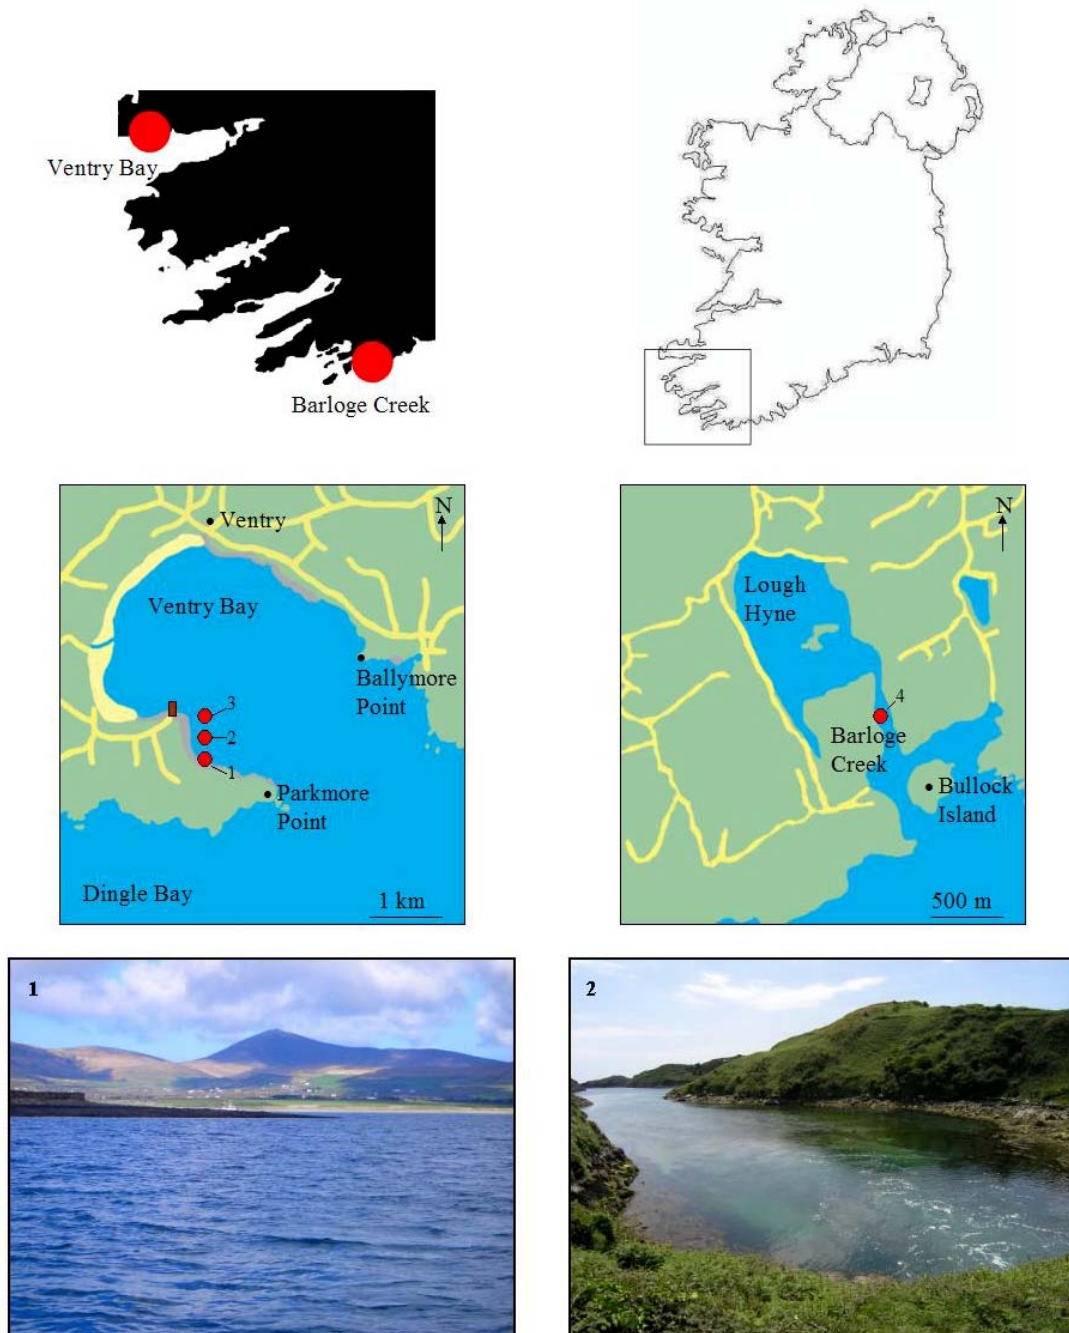 Ventry Bay
Barloge Creek
N
Ventry
Ventry Bay
Ballymore
Point
3
2
1
Parkmore
Point
Dingle Bay
1 km
N
Lough
Hyne
4
Barloge
Creek
Bullock
Island
500 m
1
2